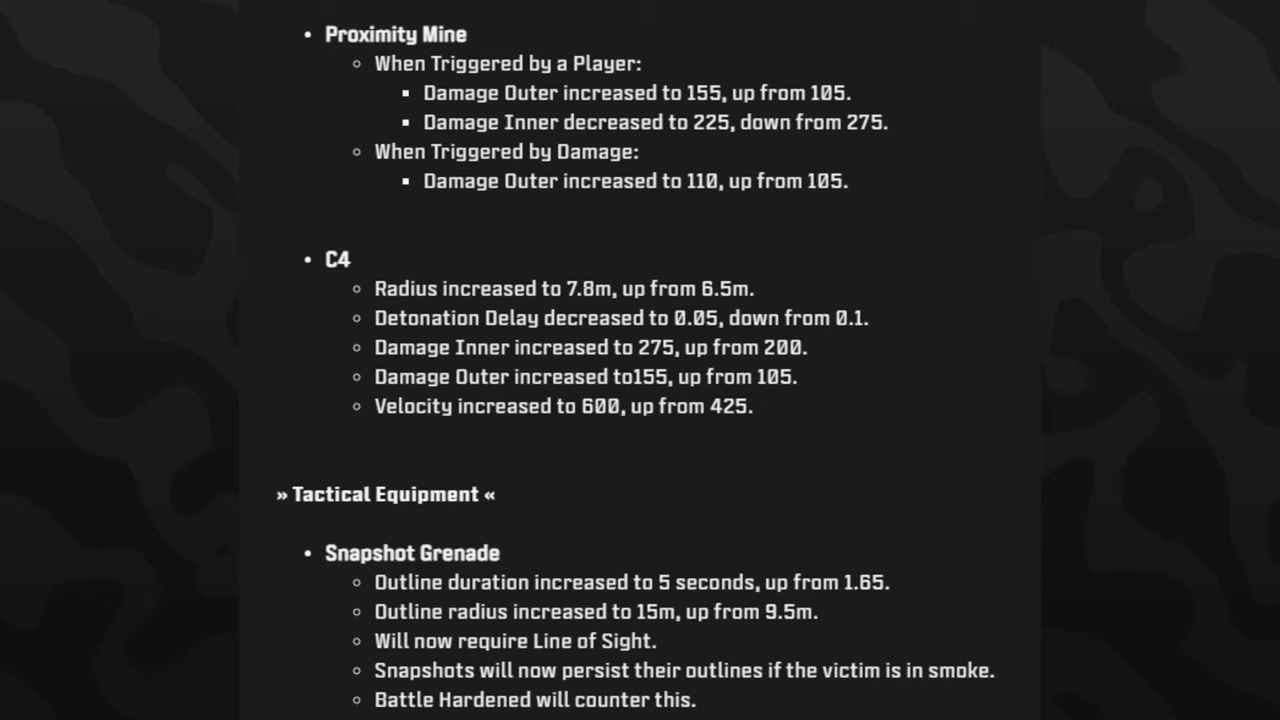 • Proximity Mine
◦ When Triggered by a Player:
▪ Damage Outer increased to 155, up from 105.
▪ Damage Inner decreased to 225, down from 275.
◦ When Triggered by Damage:
▪ Damage Outer increased to 110, up from 105.
• C4
◦ Radius increased to 7.8m, up from 6.5m.
◦ Detonation Delay decreased to 0.05, down from 0.1.
◦ Damage Inner increased to 275, up from 200.
◦ Damage Outer increased to155, up from 105.
◦ Velocity increased to 600, up from 425.
» Tactical Equipment «
• Snapshot Grenade
◦ Outline duration increased to 5 seconds, up from 1.65.
◦ Outline radius increased to 15m, up from 9.5m.
◦ Will now require Line of Sight.
◦ Snapshots will now persist their outlines if the victim is in smoke.
◦ Battle Hardened will counter this.